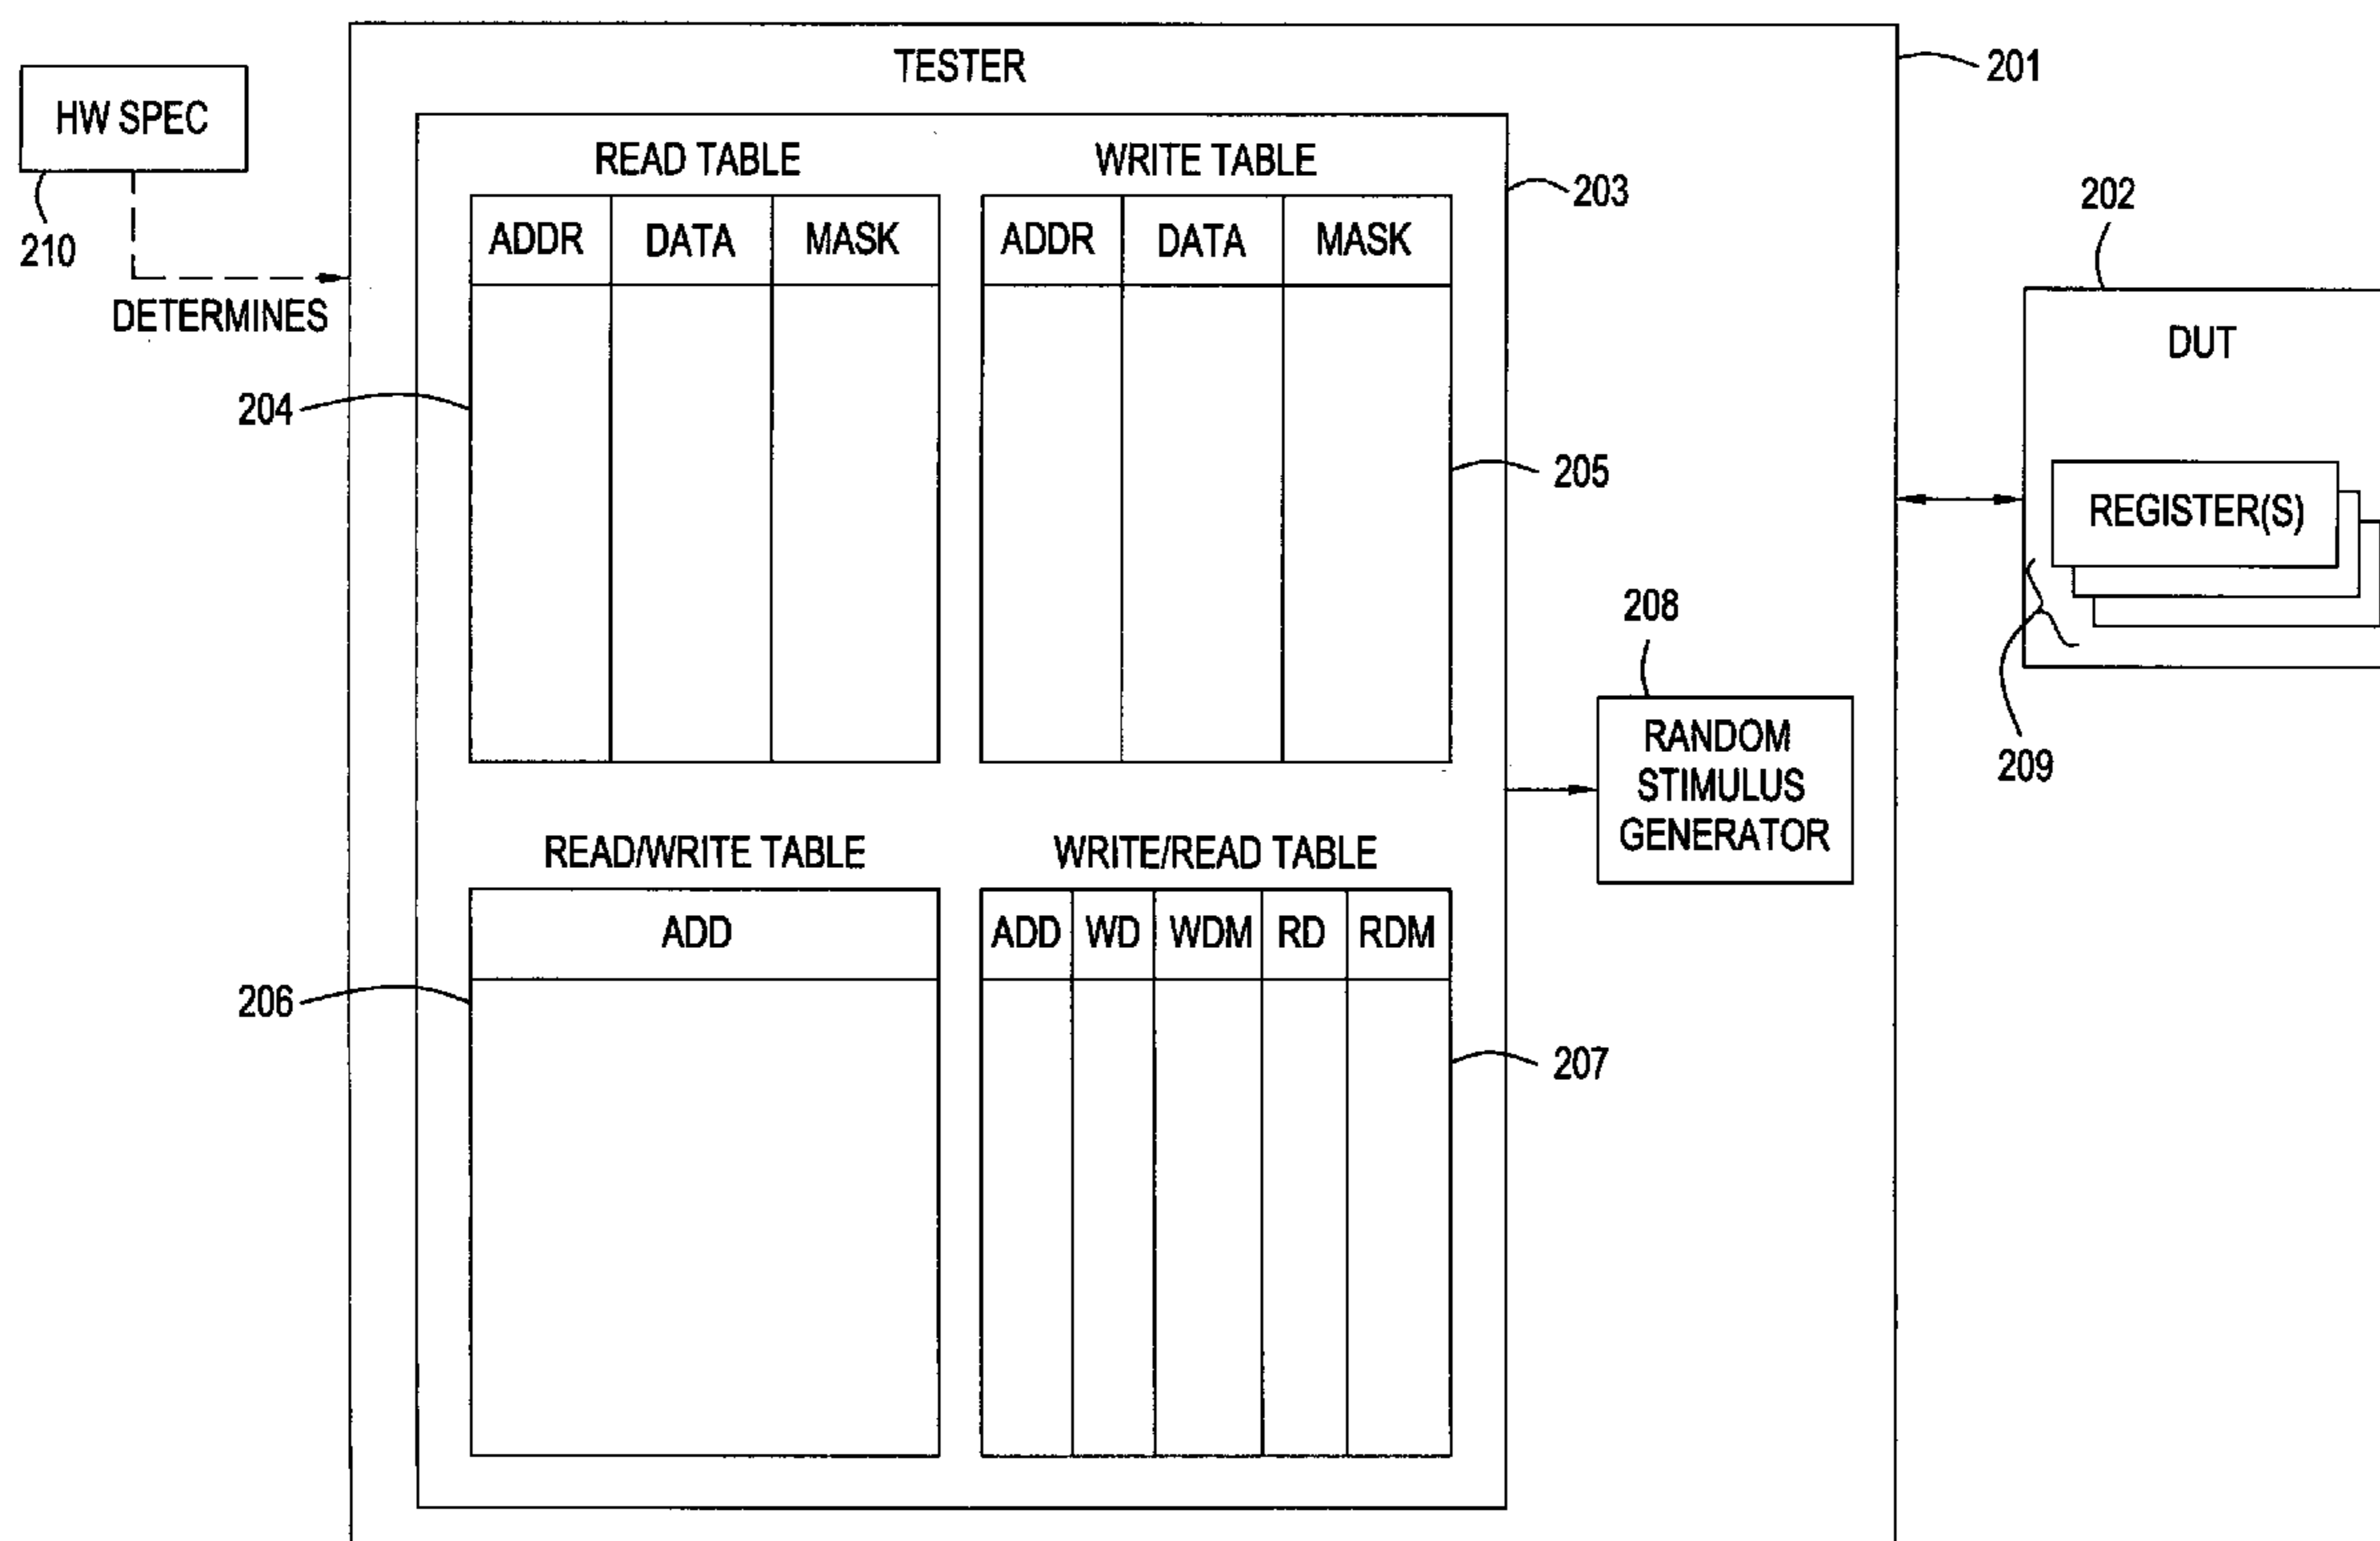 TESTER
201
HW SPEC
210
DETERMINES
READ TABLE
WRITE TABLE
203
ADDR DATA MASK
ADDR DATA MASK
202
DUT
204
205
REGISTER(S)
209
208
RANDOM
STIMULUS
GENERATOR
READ/WRITE TABLE
WRITE/READ TABLE
ADD
ADD WD WDM RD RDM
206
207